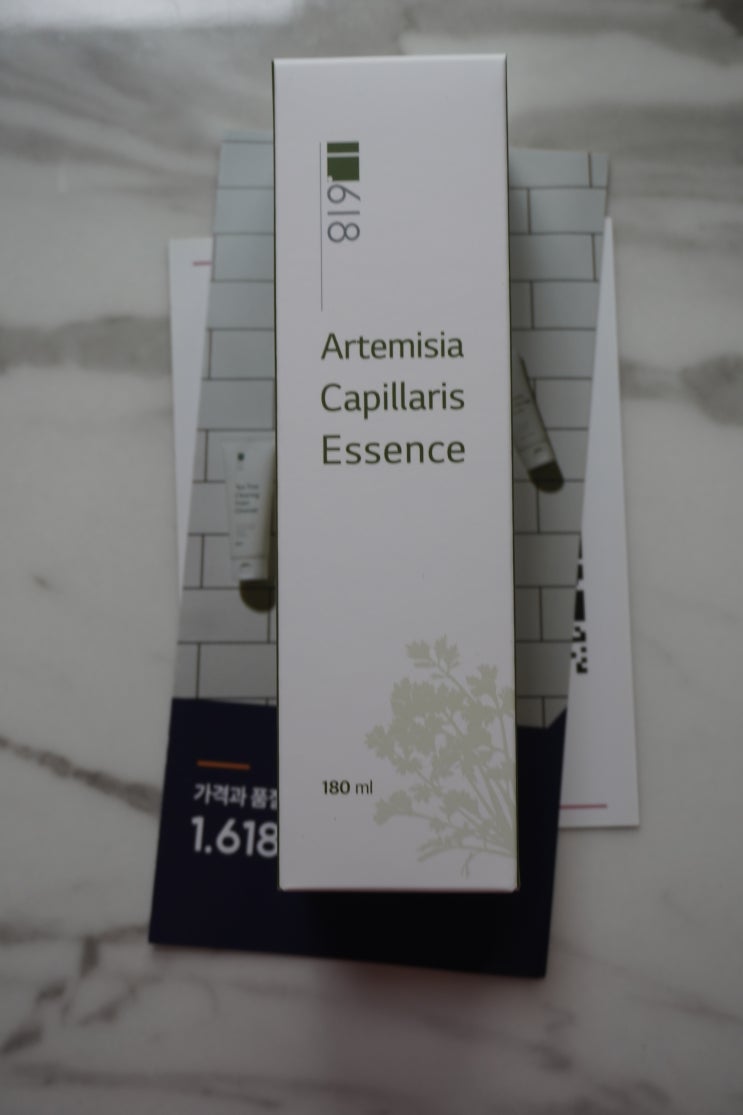 1.618
Artemisia
Capillaris
Essence
180 ml
가격과 품질
1.618